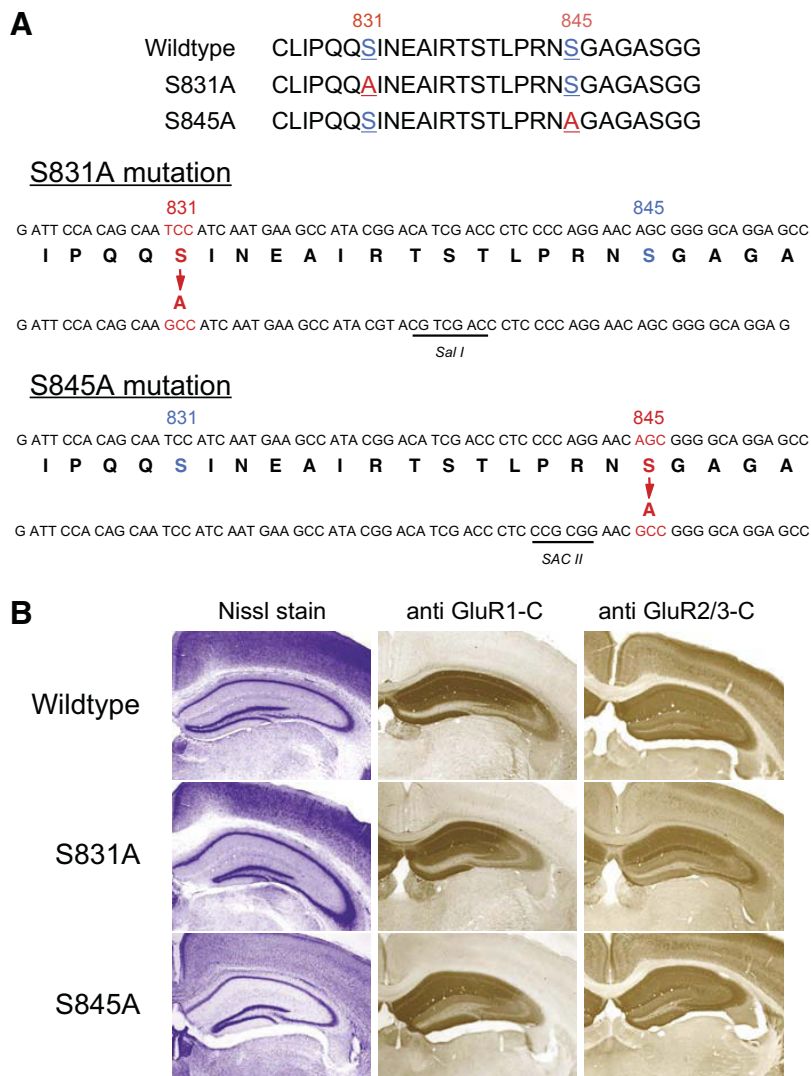 A
831 845
Wildtype CLIPQQSINEAIRTSTLPRNSGAGASGG
S831A CLIPQQAINEAIRTSTLPRNSGAGASGG
S845A CLIPQQSINEAIRTSTLPRNAGAGASGG
S831A mutation
831 845
G ATT CCA CAG CAA TCC ATC AAT GAA GCC ATA CGG ACA TCG ACC CTC CCC AGG AAC AGC GGG GCA GGA GCC
I P Q Q S I N E A I R T S T L P R N S G A G A
A
G ATT CCA CAG CAA GCC ATC AAT GAA GCC ATA CGT ACG TCG ACC CTC CCC AGG AAC AGC GGG GCA GGA G
Sal I
S845A mutation
831 845
G ATT CCA CAG CAA TCC ATC AAT GAA GCC ATA CGG ACA TCG ACC CTC CCC AGG AAC AGC GGG GCA GGA GCC
I P Q Q S I N E A I R T S T L P R N S G A G A
A
G ATT CCA CAG CAA TCC ATC AAT GAA GCC ATA CGG ACA TCG ACC CTC CCG CGG AAC GCC GGG GCA GGA GCC
SAC II
B
Nissl stain anti GluR1-C anti GluR2/3-C
Wildtype
S831A
S845A